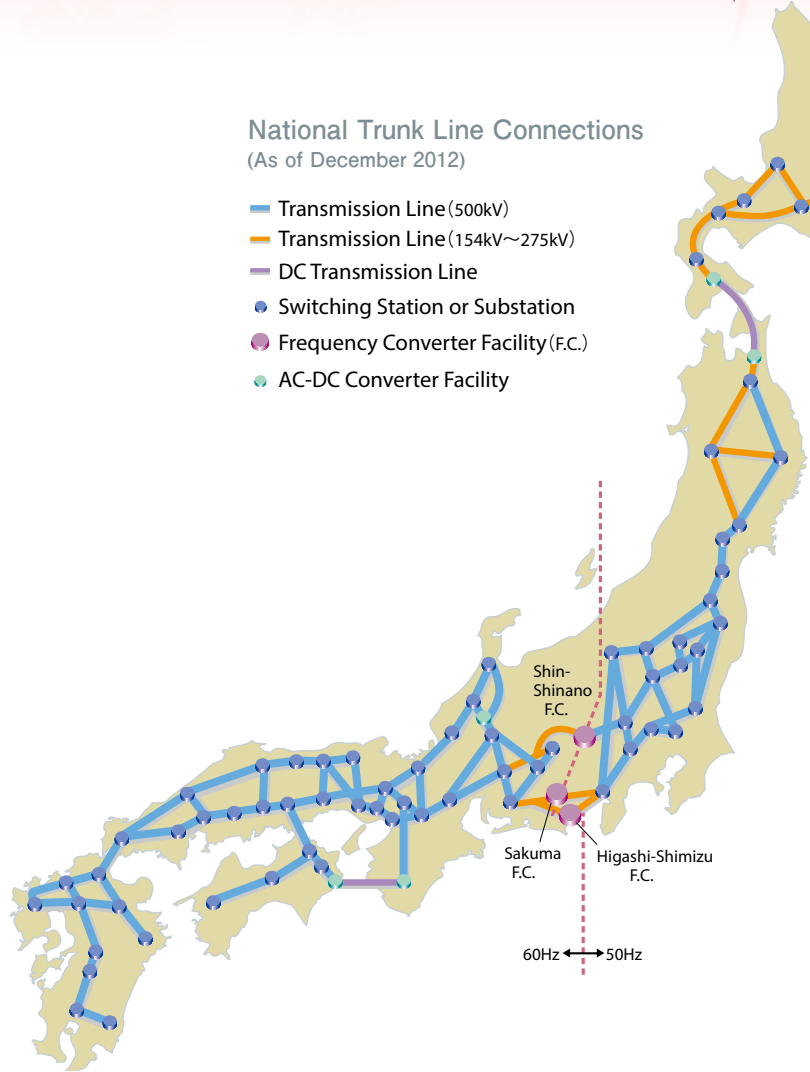 National Trunk Line Connections
(As of December 2012)
Transmission Line(500kV)
Transmission Line(154kV～275kV)
DC Transmission Line
Switching Station or Substation
Frequency Converter Facility(F.C.)
AC-DC Converter Facility
Shin-
Shinano
F.C.
Sakuma
F.C.
Higashi-Shimizu
F.C.
60Hz
50Hz